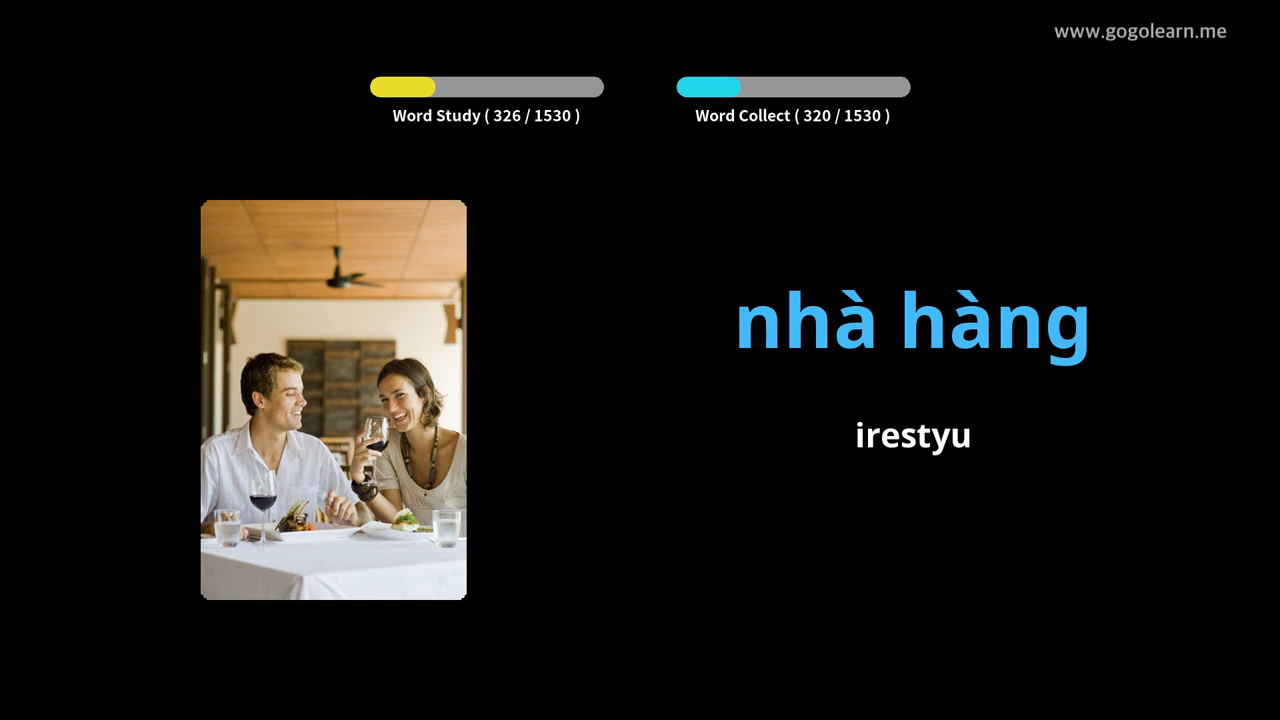 www.gogolearn.me
Word Study ( 326 / 1530 )
Word Collect ( 320 / 1530 )
nhà hàng
irestyu